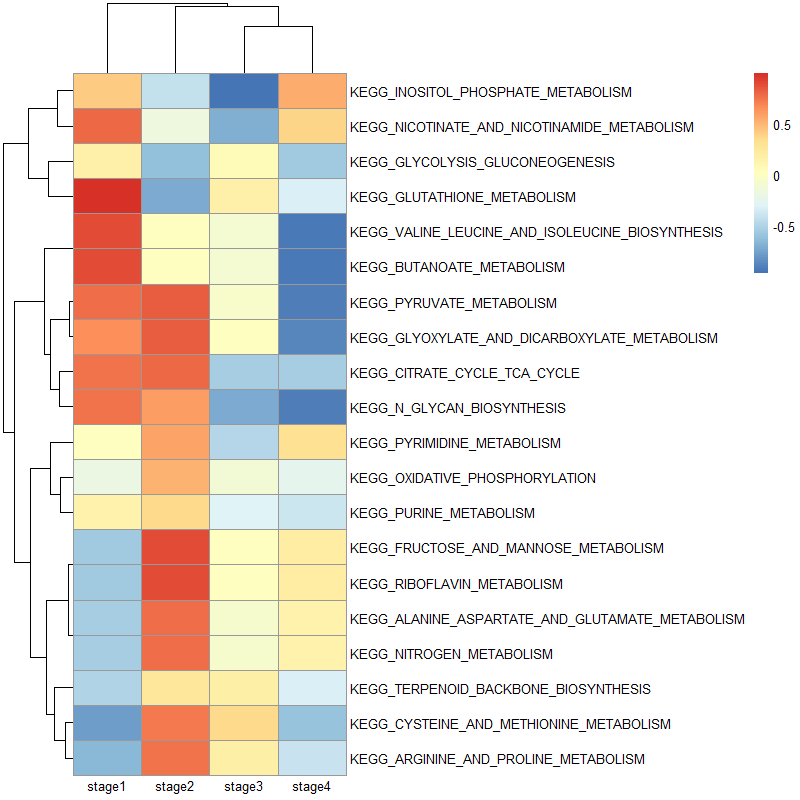 KEGG_INOSITOL_PHOSPHATE_METABOLISM
KEGG_NICOTINATE_AND_NICOTINAMIDE_METABOLISM
KEGG_GLYCOLYSIS_GLUCONEOGENESIS
KEGG_GLUTATHIONE_METABOLISM
KEGG_VALINE_LEUCINE_AND_ISOLEUCINE_BIOSYNTHESIS
KEGG_BUTANOATE_METABOLISM
KEGG_PYRUVATE_METABOLISM
KEGG_GLYOXYLATE_AND_DICARBOXYLATE_METABOLISM
KEGG_CITRATE_CYCLE_TCA_CYCLE
KEGG_N_GLYCAN_BIOSYNTHESIS
KEGG_PYRIMIDINE_METABOLISM
KEGG_OXIDATIVE_PHOSPHORYLATION
KEGG_PURINE_METABOLISM
KEGG_FRUCTOSE_AND_MANNOSE_METABOLISM
KEGG_RIBOFLAVIN_METABOLISM
KEGG_ALANINE_ASPARTATE_AND_GLUTAMATE_METABOLISM
KEGG_NITROGEN_METABOLISM
KEGG_TERPENOID_BACKBONE_BIOSYNTHESIS
KEGG_CYSTEINE_AND_METHIONINE_METABOLISM
KEGG_ARGININE_AND_PROLINE_METABOLISM
stage1 stage2 stage3 stage4
0.5
0
-0.5